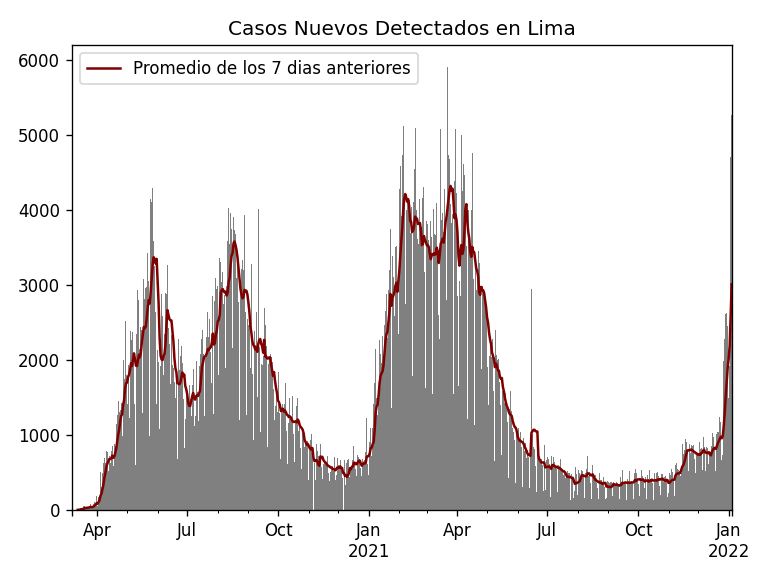 Casos Nuevos Detectados en Lima
Promedio de los 7 dias anteriores
6000
5000
4000
3000
2000
1000
0
Apr Jul Oct Jan Apr Jul Oct Jan
2021 2022